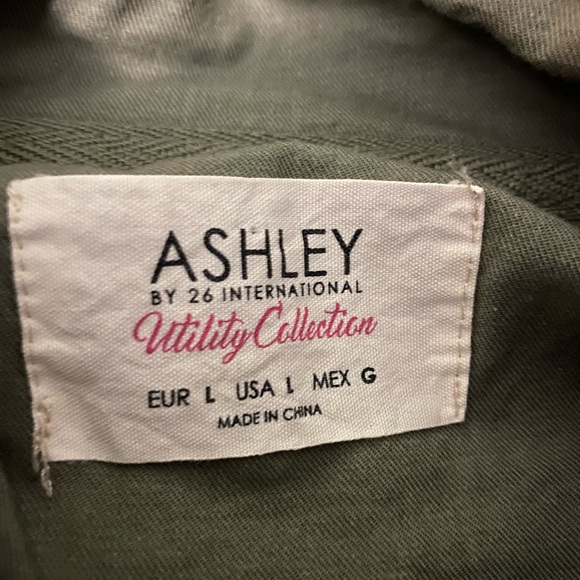 ASHLEY
BY 26 INTERNATIONAL
Utility Collection
EUR L USA L MEX G
MADE IN CHINA